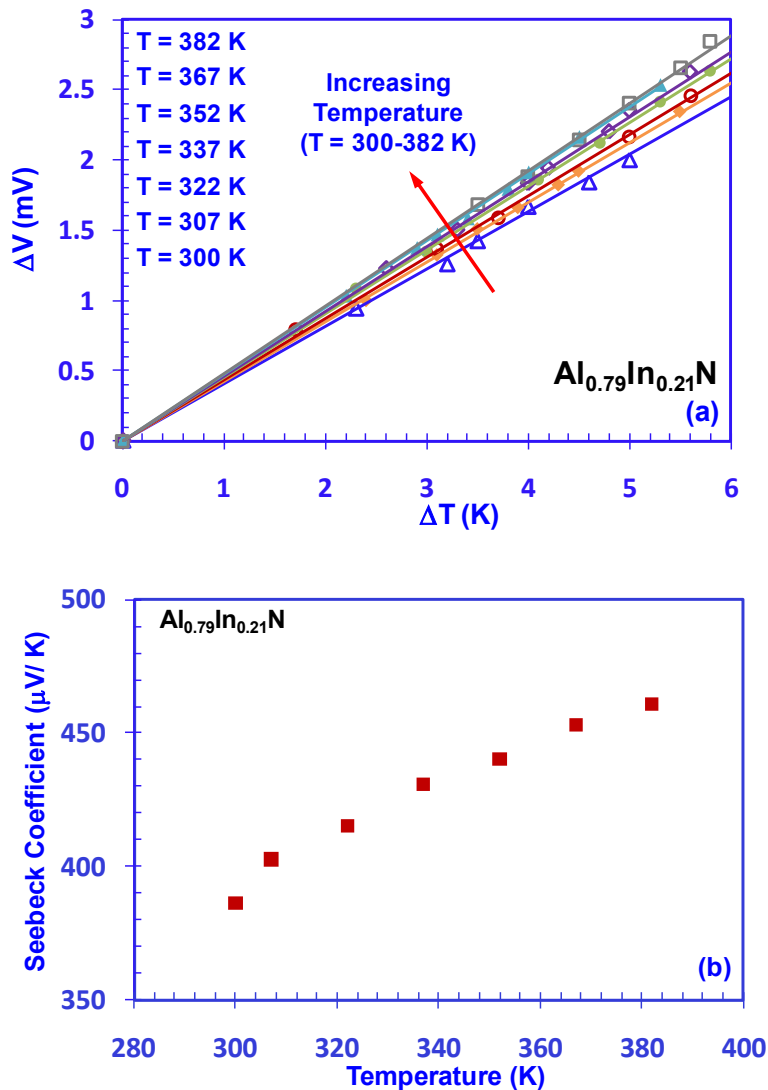 3
2.5
2
1.5
1
0.5
0
ΔV (mV)
T = 382 K
T = 367 K
T = 352 K
T = 337 K
T = 322 K
T = 307 K
T = 300 K
Increasing
Temperature
(T = 300-382 K)
Al0.79In0.21N
(a)
0 1 2 3 4 5 6
ΔT (K)
500
450
400
350
Seebeck Coefficient (μV/ K)
Al0.79In0.21N
(b)
280 300 320 340 360 380 400
Temperature (K)